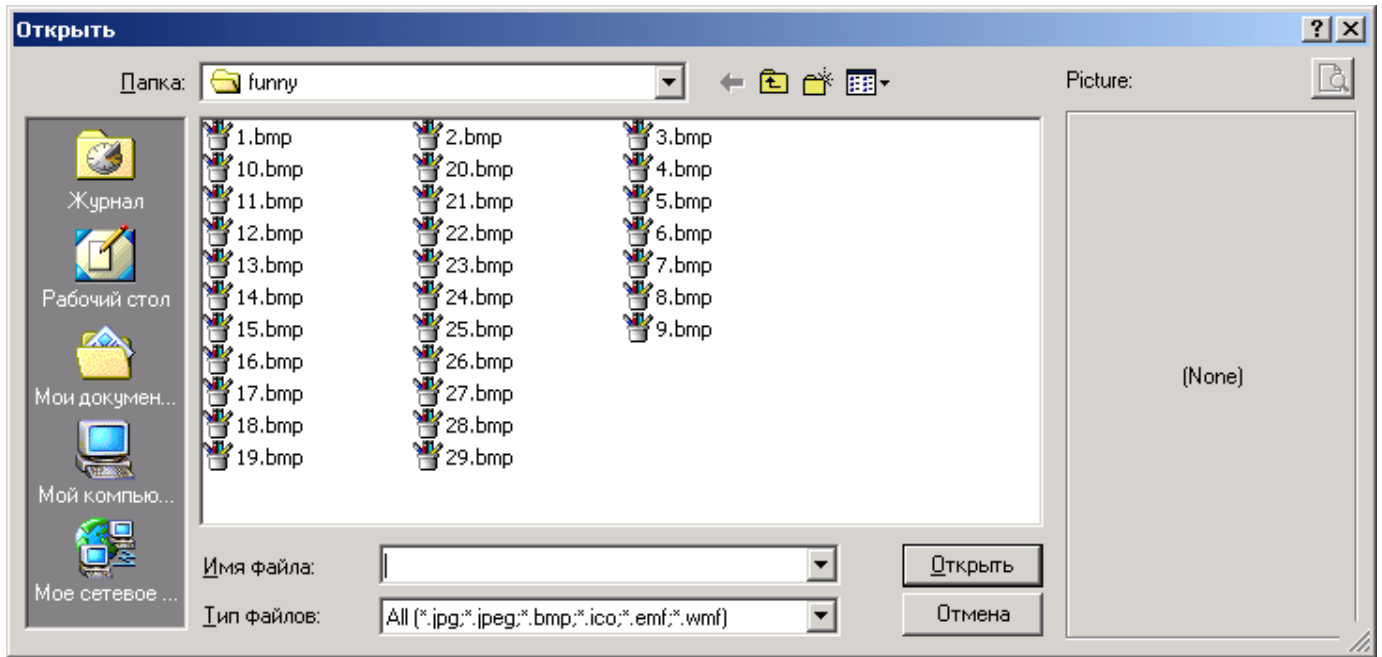 Открыть
Папка:
funny
Picture:
Журнал
Рабочий стол
Мои докумен...
Мой компью...
Мое сетевое ...
1.bmp
10.bmp
11.bmp
12.bmp
13.bmp
14.bmp
15.bmp
16.bmp
17.bmp
18.bmp
19.bmp
2.bmp
20.bmp
21.bmp
22.bmp
23.bmp
24.bmp
25.bmp
26.bmp
27.bmp
28.bmp
29.bmp
3.bmp
4.bmp
5.bmp
6.bmp
7.bmp
8.bmp
9.bmp
(None)
Имя файла:
Открыть
Тип файлов:
All (*.jpg;*.jpeg;*.bmp;*.ico;*.emf;*.wmf)
Отмена